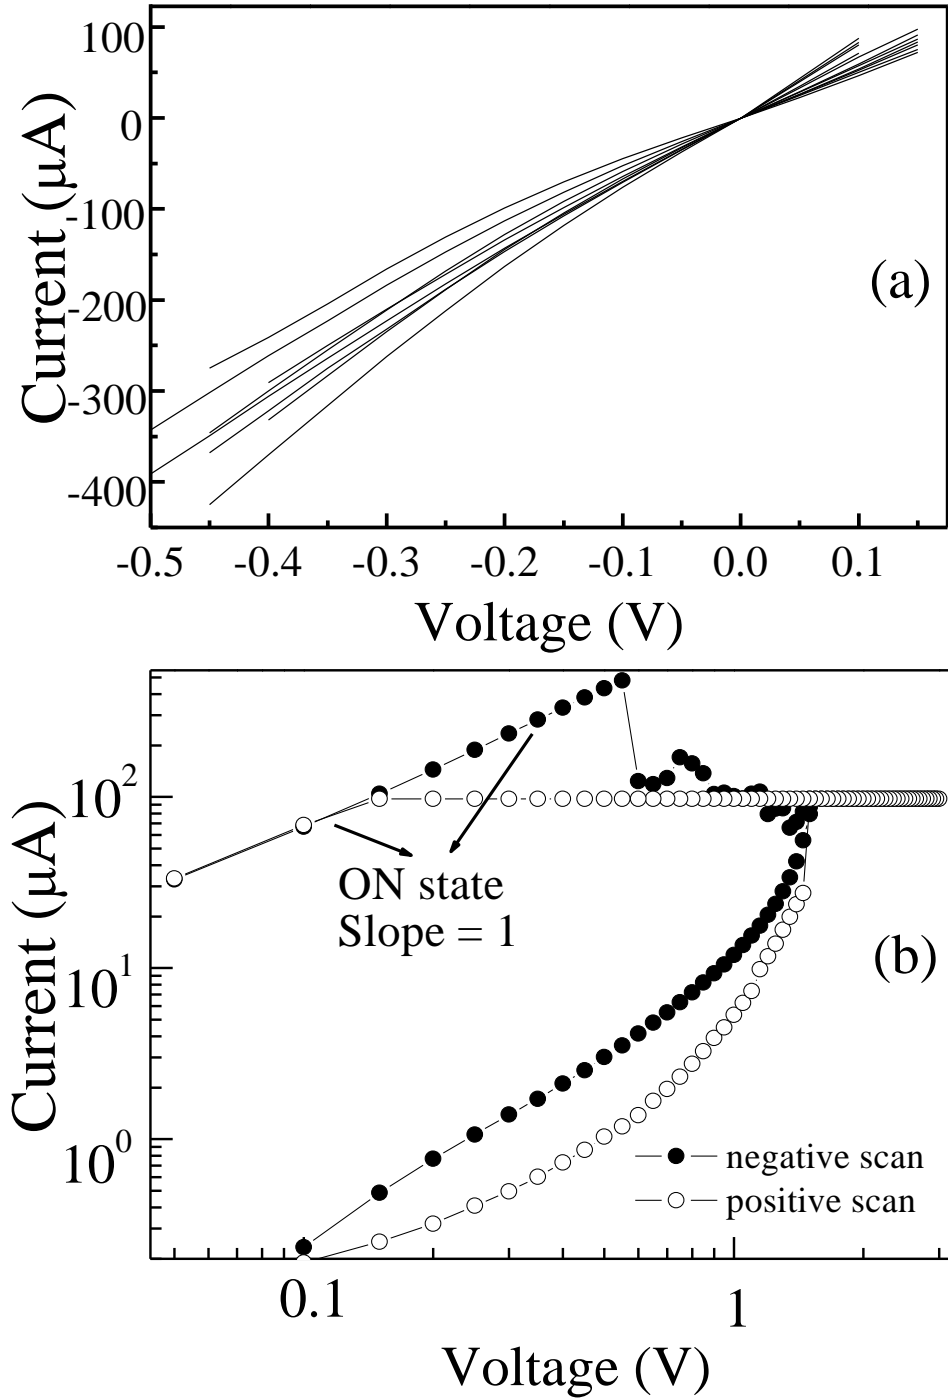 100
0
-100
-200
-300
-400
Current (μA)
(a)
-0.5 -0.4 -0.3 -0.2 -0.1 0.0 0.1
Voltage (V)
10²
10¹
10⁰
Current (μA)
ON state
Slope = 1
(b)
negative scan
positive scan
0.1 1
Voltage (V)